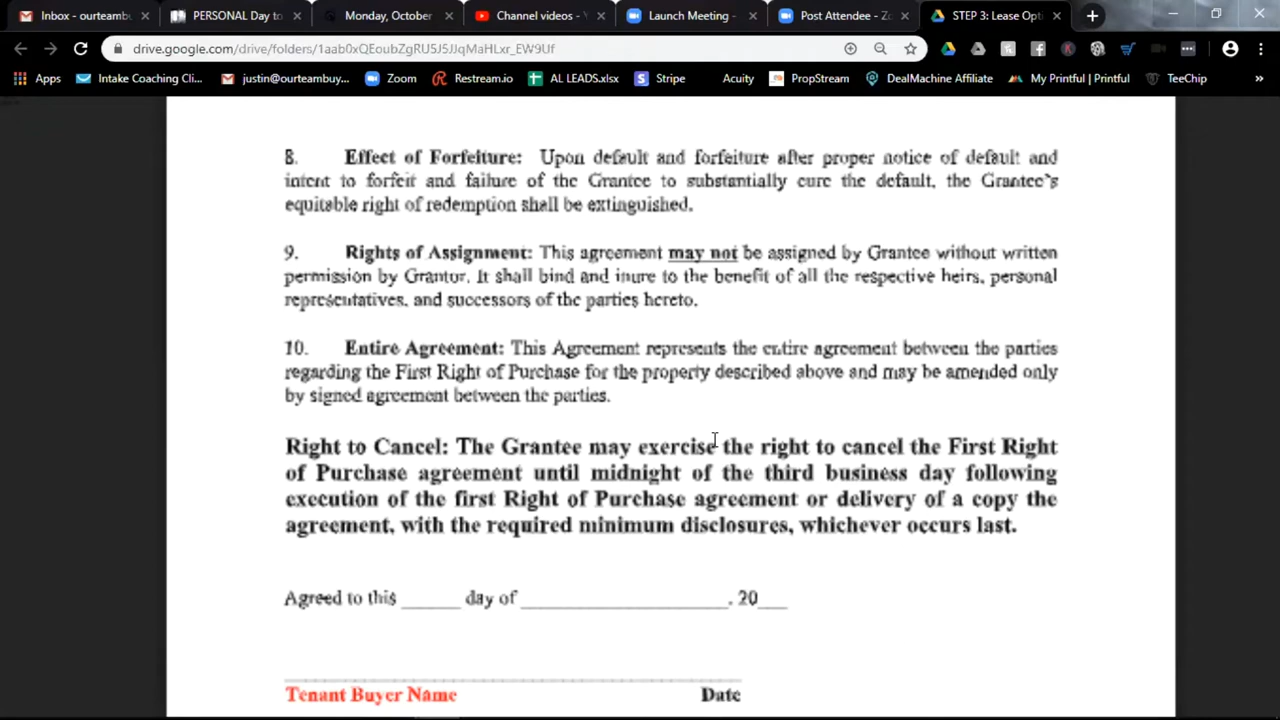 Inbox - ourteamb
PERSONAL Day to
Monday, October
Channel videos - Y
Launch Meeting -
Post Attendee - Zo
STEP 3: Lease Opti
drive.google.com/drive/folders/1aab0xQEoubZgRU5J5JJqMaHLxr_EW9Uf
Apps
Intake Coaching Cli...
justin@ourteambuy...
Zoom
Restream.io
AL LEADS.xlsx
Stripe
Acuity
PropStream
DealMachine Affiliate
My Printful | Printful
TeeChip
»
8. Effect of Forfeiture: Upon default and forfeiture after proper notice of default and
intent to forfeit and failure of the Grantee to substantially cure the default, the Grantee's
equitable right of redemption shall be extinguished.
9. Rights of Assignment: This agreement may not be assigned by Grantee without written
permission by Grantor. It shall bind and inure to the benefit of all the respective heirs, personal
representatives, and successors of the parties hereto.
10. Entire Agreement: This Agreement represents the entire agreement between the parties
regarding the First Right of Purchase for the property described above and may be amended only
by signed agreement between the parties.
Right to Cancel: The Grantee may exercise the right to cancel the First Right
of Purchase agreement until midnight of the third business day following
execution of the first Right of Purchase agreement or delivery of a copy the
agreement, with the required minimum disclosures, whichever occurs last.
Agreed to this ______ day of _____________________, 20___
Tenant Buyer Name Date